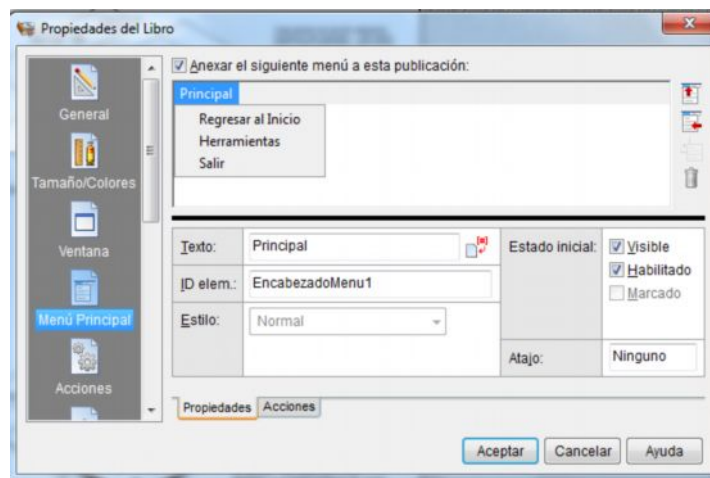 Propiedades del Libro
General
Tamaño/Colores
Ventana
Menú Principal
Acciones
Anexar el siguiente menú a esta publicación:
Principal
Regresar al Inicio
Herramientas
Salir
Texto: Principal
ID elem.: EncabezadoMenu1
Estilo: Normal
Estado inicial: Visible
Habilitado
Marcado
Atajo: Ninguno
Propiedades Acciones
Aceptar Cancelar Ayuda